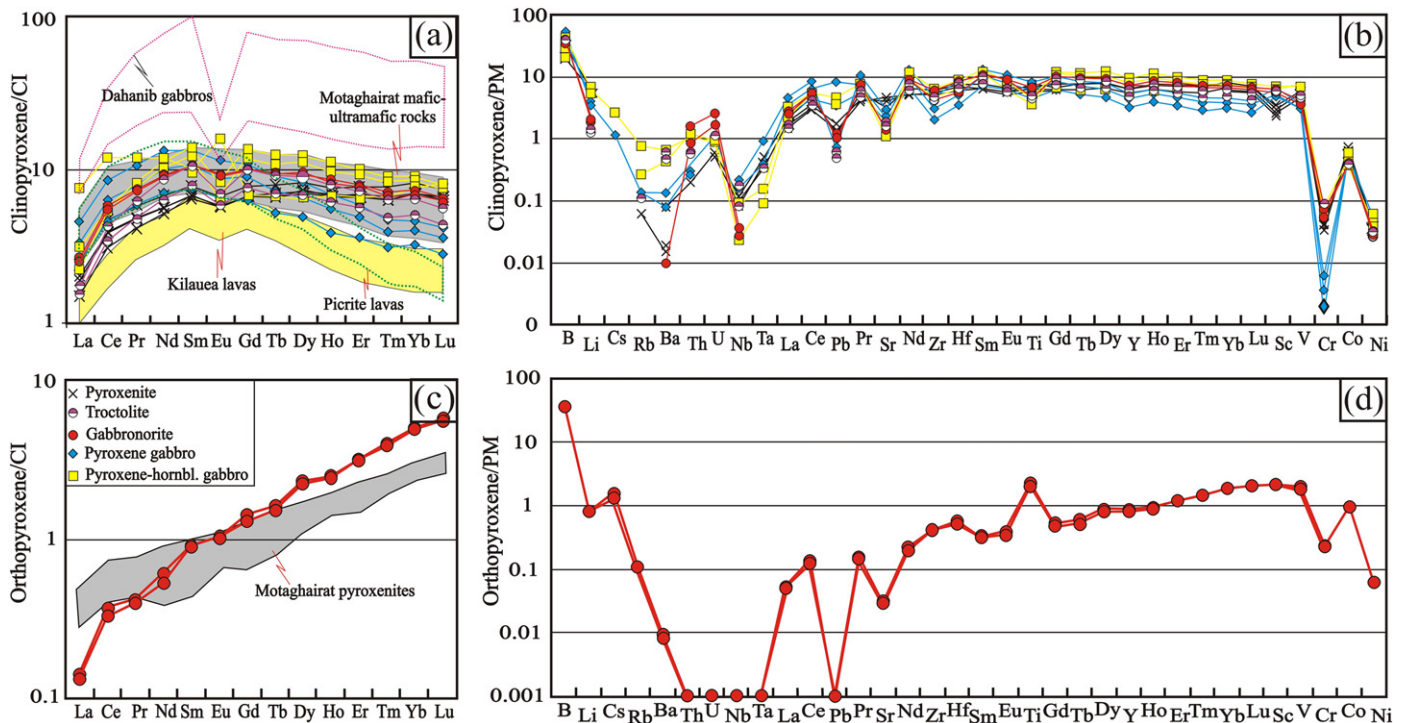 100
(a)
Clinopyroxene/CI
Dahanib gabbros
Motaghairat mafic-
ultramafic rocks
10
Kilauea lavas
Picrite lavas
1
La Ce Pr Nd Sm Eu Gd Tb Dy Ho Er Tm Yb Lu
100
(b)
Clinopyroxene/PM
10
1
0.1
0.01
0
B Li Cs Rb Ba Th U Nb Ta La Ce Pb Pr Sr Nd Zr Hf Sm Eu Ti Gd Tb Dy Y Ho Er Tm Yb Lu Sc V Cr Co Ni
10
(c)
Orthopyroxene/CI
Pyroxenite
Troctolite
Gabbronorite
Pyroxene gabbro
Pyroxene-hornbl. gabbro
1
Motaghairat pyroxenites
0.1
La Ce Pr Nd Sm Eu Gd Tb Dy Ho Er Tm Yb Lu
100
(d)
Orthopyroxene/PM
10
1
0.1
0.01
0.001
B Li Cs Rb Ba Th U Nb Ta La Ce Pb Pr Sr Nd Zr Hf Sm Eu Ti Gd Tb Dy Y Ho Er Tm Yb Lu Sc V Cr Co Ni